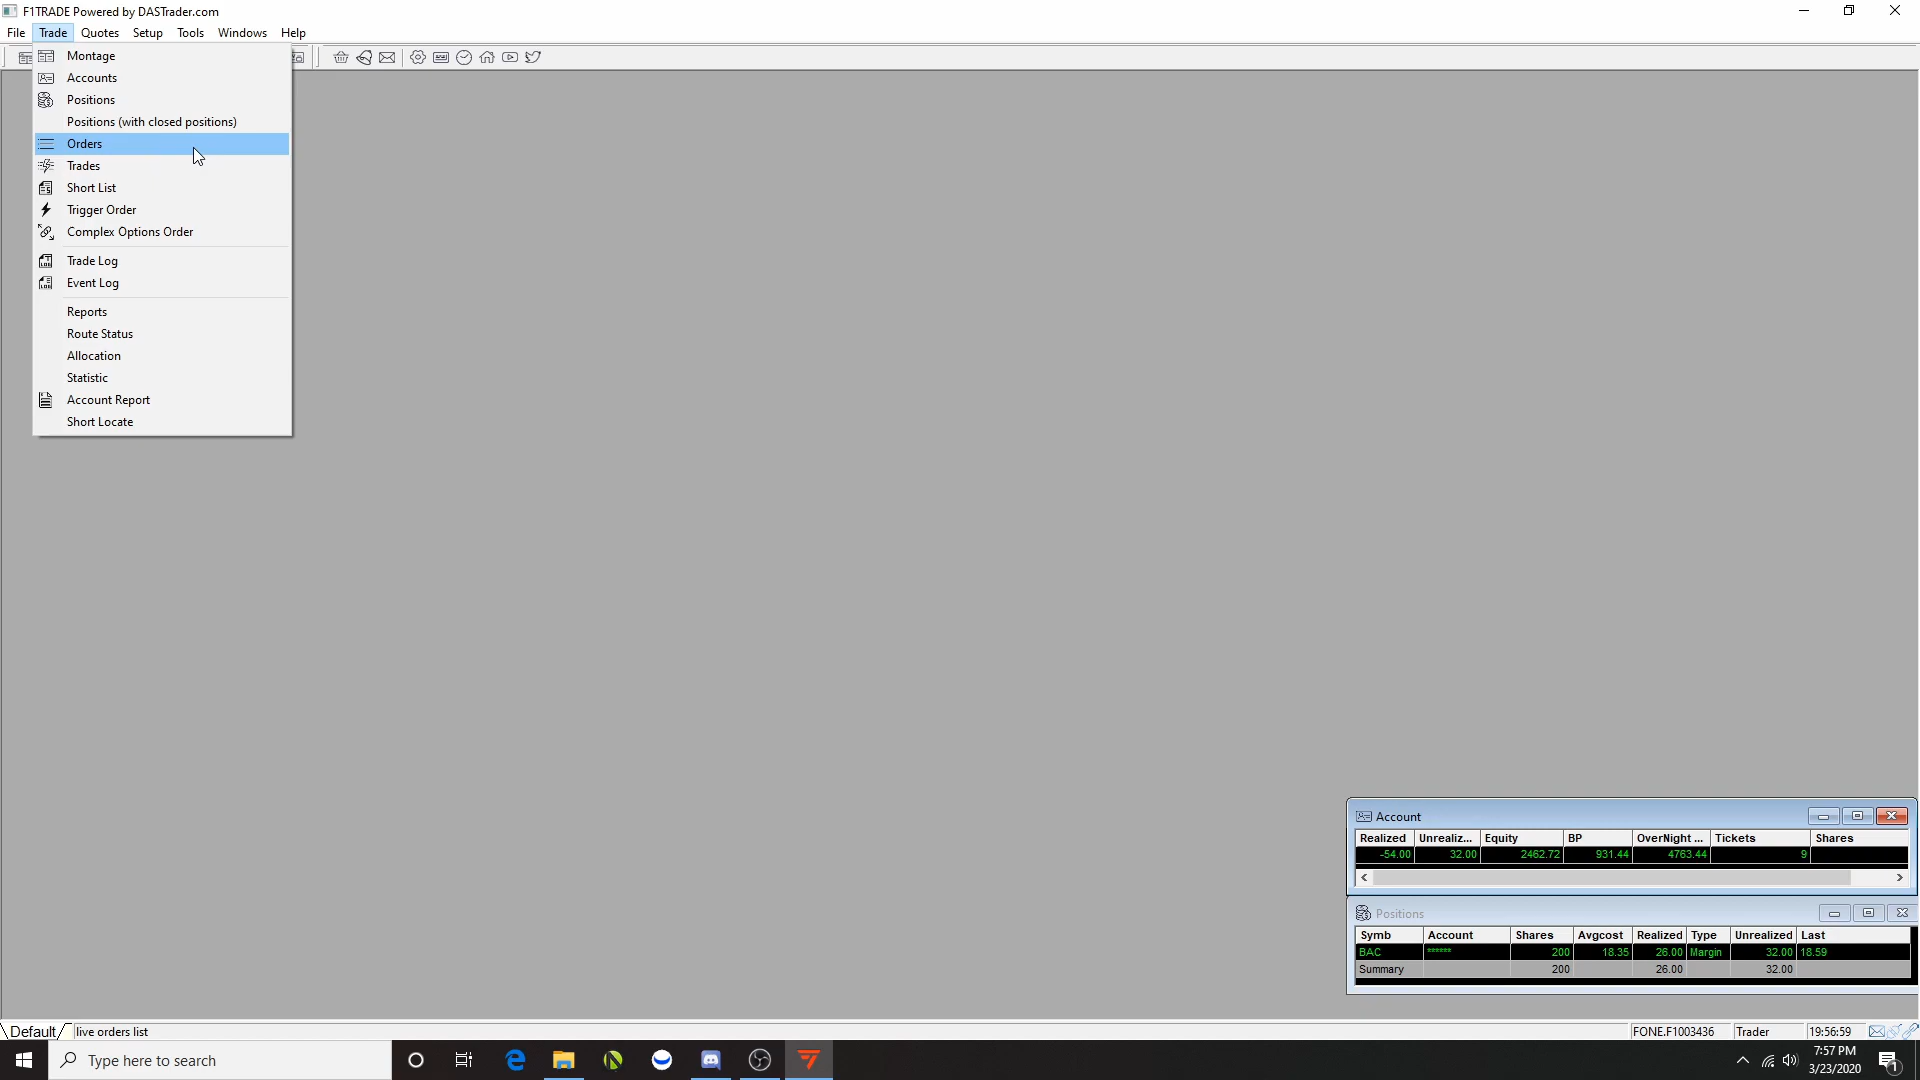 F1TRADE Powered by DASTrader.com
File Trade Quotes Setup Tools Windows Help
Montage
Accounts
Positions
Positions (with closed positions)
Orders
Trades
Short List
Trigger Order
Complex Options Order
Trade Log
Event Log
Reports
Route Status
Allocation
Statistic
Account Report
Short Locate
Account
Realized Unrealiz... Equity BP OverNight ... Tickets Shares
-54.00 32.00 2462.72 931.44 4763.44 9
Positions
Symb Account Shares Avgcost Realized Type Unrealized Last
BAC ****** 200 18.35 26.00 Margin 32.00 18.59
Summary 200 26.00 32.00
Default live orders list FONE.F1003436 Trader 19:56:59
Type here to search
7:57 PM
3/23/2020
1